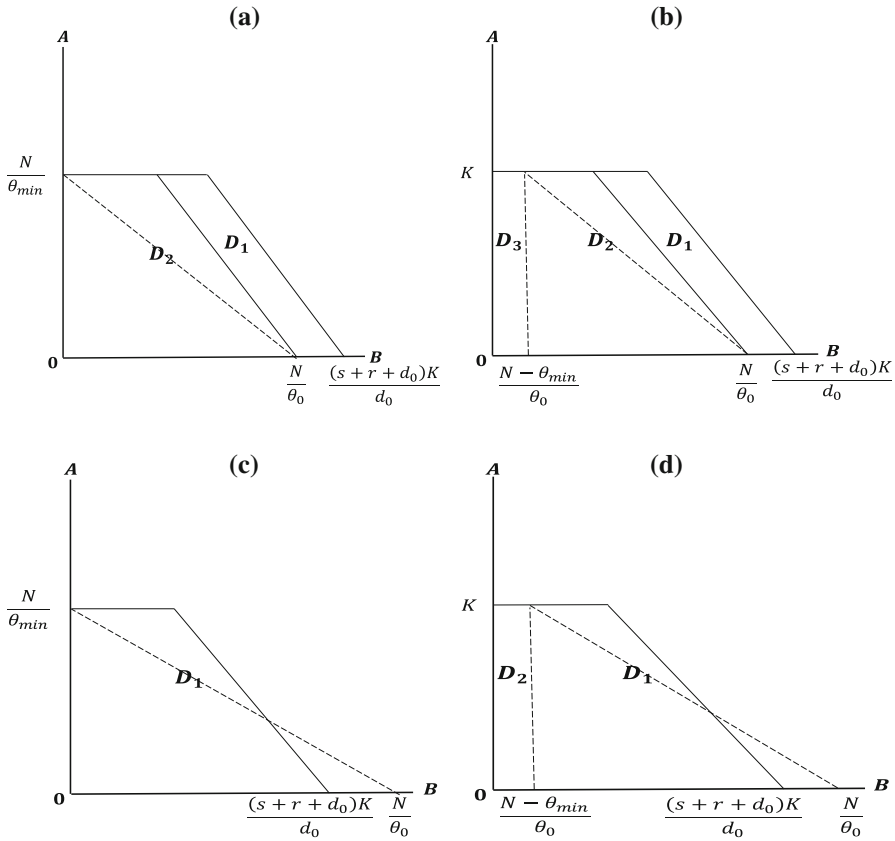 (a)
A
N
θmin
D2
D1
0
B
N
θ0
(s + r + d0)K
d0
(b)
A
K
D3
D2
D1
0
B
N − θmin
θ0
N
θ0
(s + r + d0)K
d0
(c)
A
N
θmin
D1
0
B
(s + r + d0)K
d0
N
θ0
(d)
A
K
D2
D1
0
B
N − θmin
θ0
(s + r + d0)K
d0
N
θ0